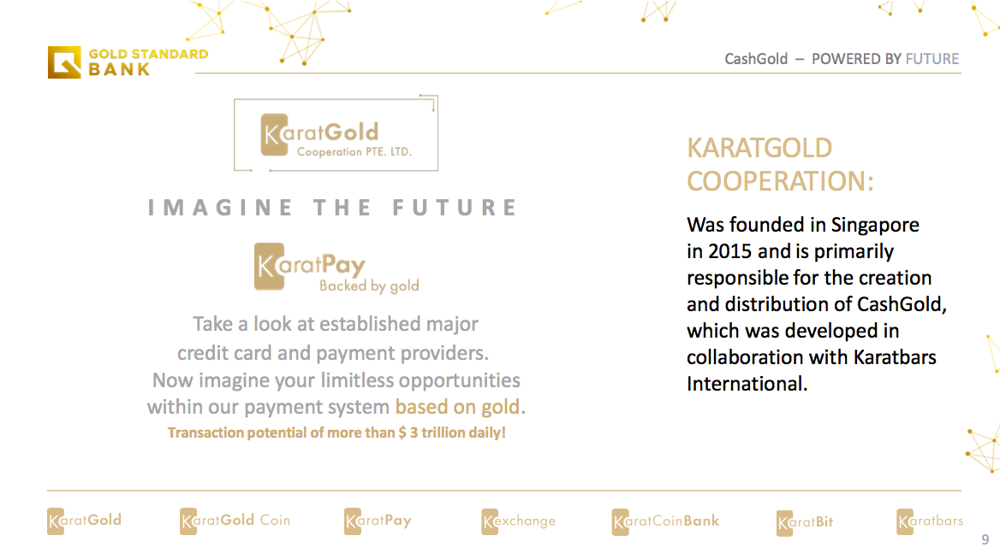 GOLD STANDARD
BANK
CashGold – POWERED BY FUTURE
KaratGold
Cooperation PTE. LTD.
IMAGINE THE FUTURE
KaratPay
Backed by gold
Take a look at established major
credit card and payment providers.
Now imagine your limitless opportunities
within our payment system based on gold.
Transaction potential of more than $ 3 trillion daily!
KARATGOLD
COOPERATION:
Was founded in Singapore
in 2015 and is primarily
responsible for the creation
and distribution of CashGold,
which was developed in
collaboration with Karatbars
International.
KaratGold
KaratGold Coin
KaratPay
Kexchange
KaratCoinBank
KaratBit
Karatbars
9